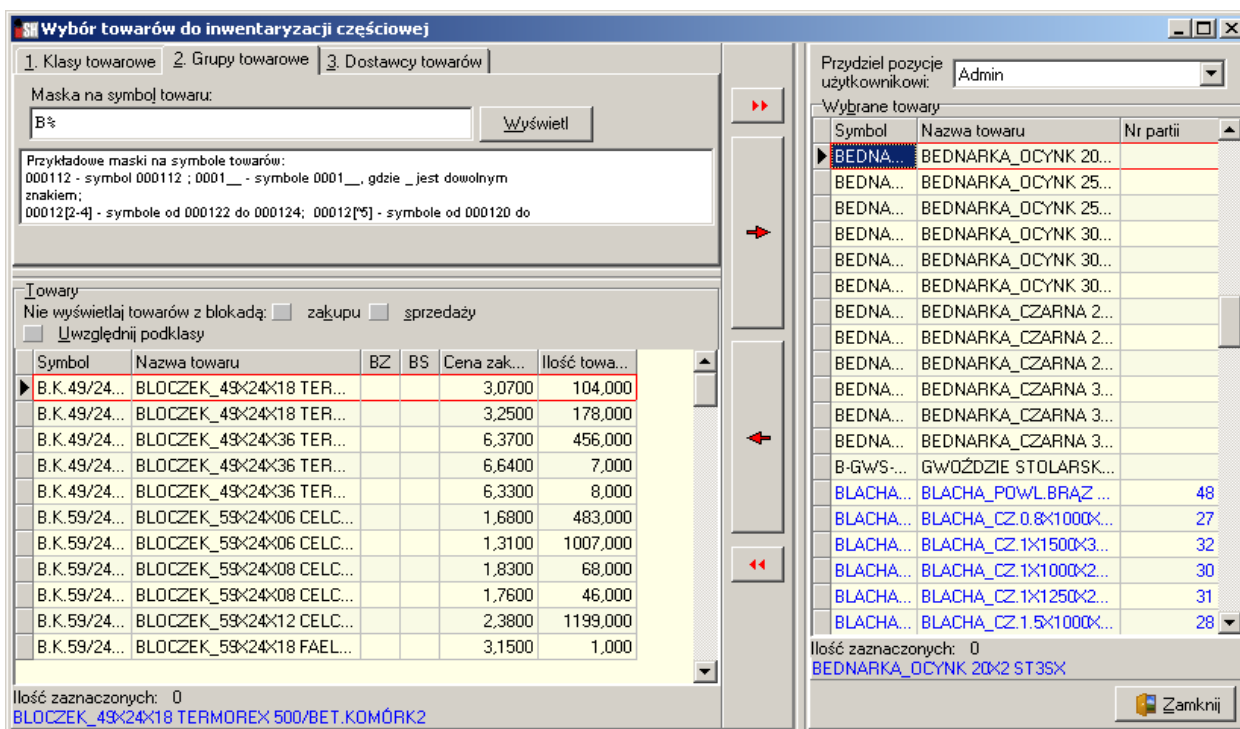 Wybór towarów do inwentaryzacji częściowej
1. Klasy towarowe 2. Grupy towarowe 3. Dostawcy towarów
Maska na symbol towaru:
B%
Wyświetl
Przykładowe maski na symbole towarów:
000112 - symbol 000112 ; 0001__ - symbole 0001__, gdzie _ jest dowolnym
znakiem;
00012[2-4] - symbole od 000122 do 000124; 00012[^5] - symbole od 000120 do
Towary
Nie wyświetlaj towarów z blokadą: zakupu sprzedaży
Uwzględnij podklasy
Symbol Nazwa towaru BZ BS Cena zak... Ilość towa...
B.K.49/24... BLOCZEK_49X24X18 TER... 3,0700 104,000
B.K.49/24... BLOCZEK_49X24X18 TER... 3,2500 178,000
B.K.49/24... BLOCZEK_49X24X36 TER... 6,3700 456,000
B.K.49/24... BLOCZEK_49X24X36 TER... 6,6400 7,000
B.K.49/24... BLOCZEK_49X24X36 TER... 6,3300 8,000
B.K.59/24... BLOCZEK_59X24X06 CELC... 1,6800 483,000
B.K.59/24... BLOCZEK_59X24X06 CELC... 1,3100 1007,000
B.K.59/24... BLOCZEK_59X24X08 CELC... 1,8300 68,000
B.K.59/24... BLOCZEK_59X24X08 CELC... 1,7600 46,000
B.K.59/24... BLOCZEK_59X24X12 CELC... 2,3800 1199,000
B.K.59/24... BLOCZEK_59X24X18 FAEL... 3,1500 1,000
Ilość zaznaczonych: 0
BLOCZEK_49X24X18 TERMOREX 500/BET.KOMÓRK2
Przydziel pozycje
użytkownikowi:
Admin
Wybrane towary
Symbol Nazwa towaru Nr partii
BEDNA... BEDNARKA_OCYNK 20...
BEDNA... BEDNARKA_OCYNK 25...
BEDNA... BEDNARKA_OCYNK 25...
BEDNA... BEDNARKA_OCYNK 30...
BEDNA... BEDNARKA_OCYNK 30...
BEDNA... BEDNARKA_OCYNK 30...
BEDNA... BEDNARKA_CZARNA 2...
BEDNA... BEDNARKA_CZARNA 2...
BEDNA... BEDNARKA_CZARNA 2...
BEDNA... BEDNARKA_CZARNA 3...
BEDNA... BEDNARKA_CZARNA 3...
BEDNA... BEDNARKA_CZARNA 3...
B-GWS-... GWOŹDZIE STOLARSK...
BLACHA... BLACHA_POWL.BRĄZ ... 48
BLACHA... BLACHA_CZ.0.8X1000X... 27
BLACHA... BLACHA_CZ.1X1500X3... 32
BLACHA... BLACHA_CZ.1X1000X2... 30
BLACHA... BLACHA_CZ.1X1250X2... 31
BLACHA... BLACHA_CZ.1.5X1000X... 28
Ilość zaznaczonych: 0
BEDNARKA_OCYNK 20X2 ST3SX
Zamknij